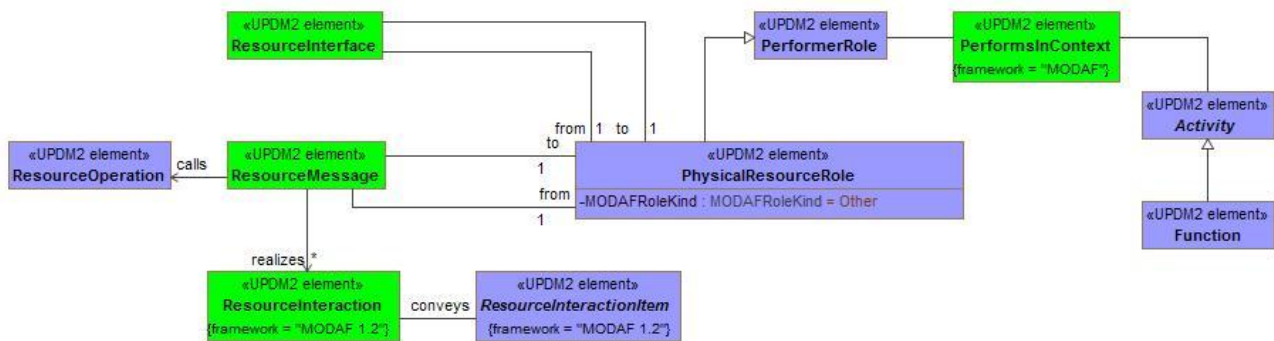 «UPDM2 element»
ResourceInterface
«UPDM2 element»
PerformerRole
«UPDM2 element»
PerformsInContext
{framework = "MODAF"}
«UPDM2 element»
Activity
from 1 to 1
to
1
«UPDM2 element»
ResourceOperation
calls
«UPDM2 element»
ResourceMessage
«UPDM2 element»
PhysicalResourceRole
-MODAFRoleKind : MODAFRoleKind = Other
from
1
«UPDM2 element»
Function
realizes *
«UPDM2 element»
ResourceInteraction
{framework = "MODAF 1.2"}
conveys
«UPDM2 element»
ResourceInteractionItem
{framework = "MODAF 1.2"}